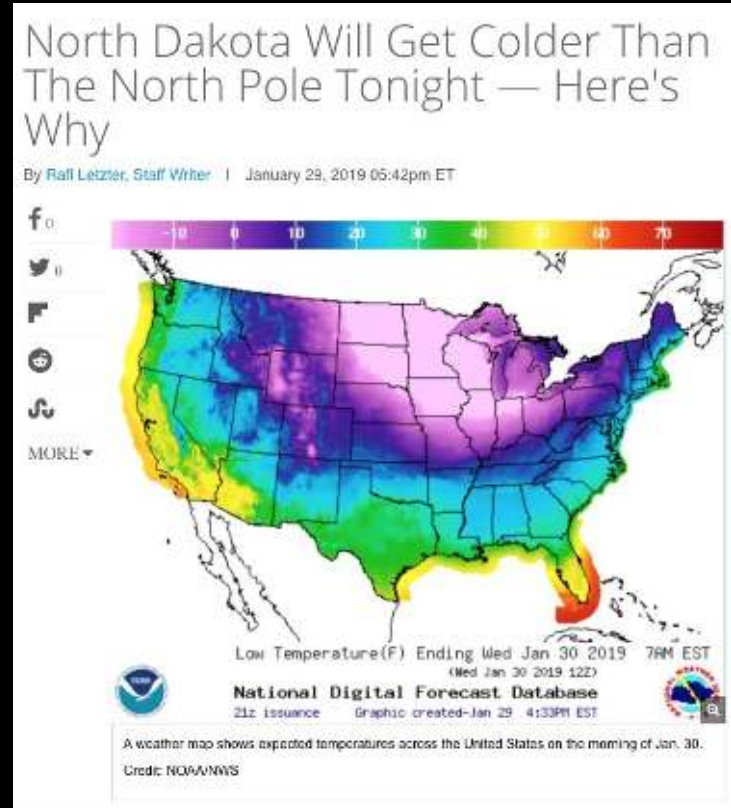 North Dakota Will Get Colder Than
The North Pole Tonight — Here's
Why
By Rafi Letzter, Staff Writer | January 29, 2019 05:42pm ET
0
0
MORE
-10 0 10 20 30 40 50 60 70
Low Temperature(F) Ending Wed Jan 30 2019 7AM EST
(Wed Jan 30 2019 12Z)
National Digital Forecast Database
21z issuance Graphic created-Jan 29 4:33PM EST
A weather map shows expected temperatures across the United States on the morning of Jan. 30.
Credit: NOAA/NWS